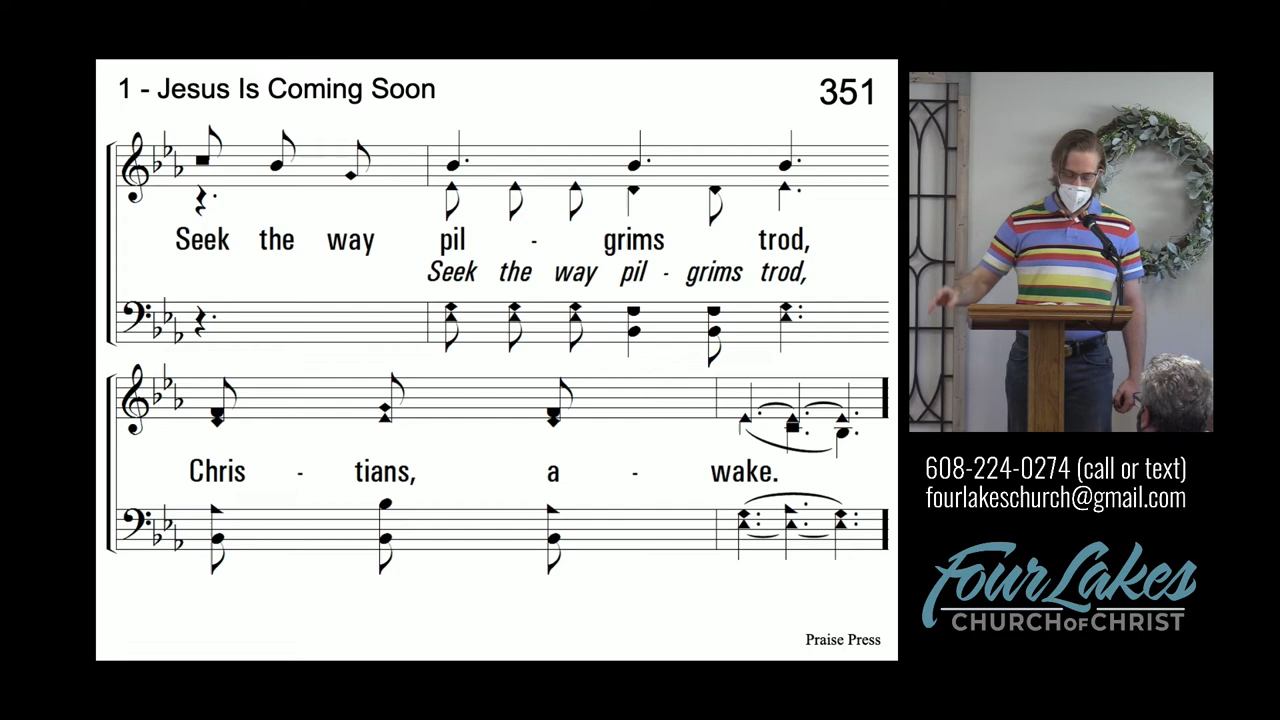 1 - Jesus Is Coming Soon
351
Seek the way pil - grims trod,
Seek the way pil - grims trod,
Chris - tians, a - wake.
Praise Press
608-224-0274 (call or text)
fourlakeschurch@gmail.com
Four Lakes
CHURCH OF CHRIST